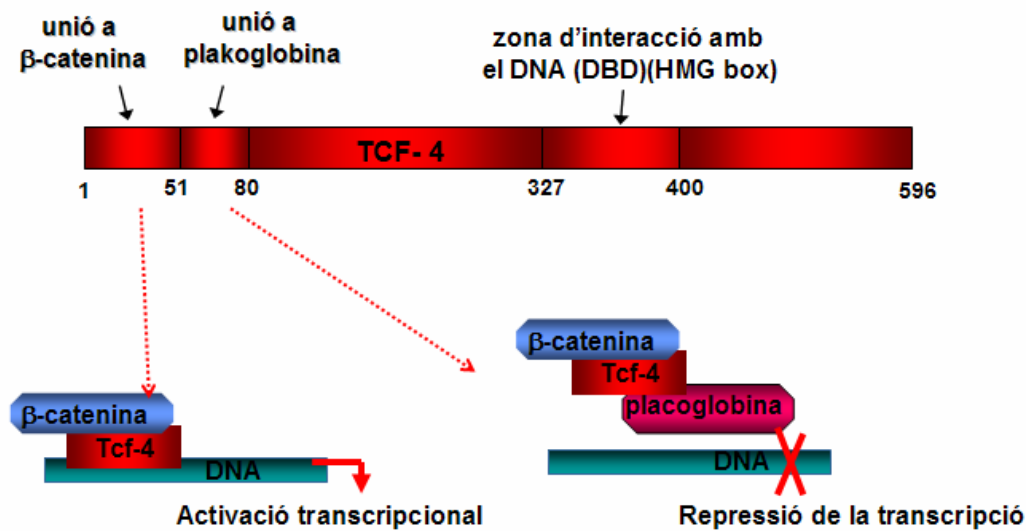 unió a
β-catenina
unió a
plakoglobina
zona d'interacció amb
el DNA (DBD)(HMG box)
TCF- 4
1 51 80 327 400 596
β-catenina
Tcf-4
placoglobina
DNA
β-catenina
Tcf-4
DNA
Activació transcripcional
Repressió de la transcripció